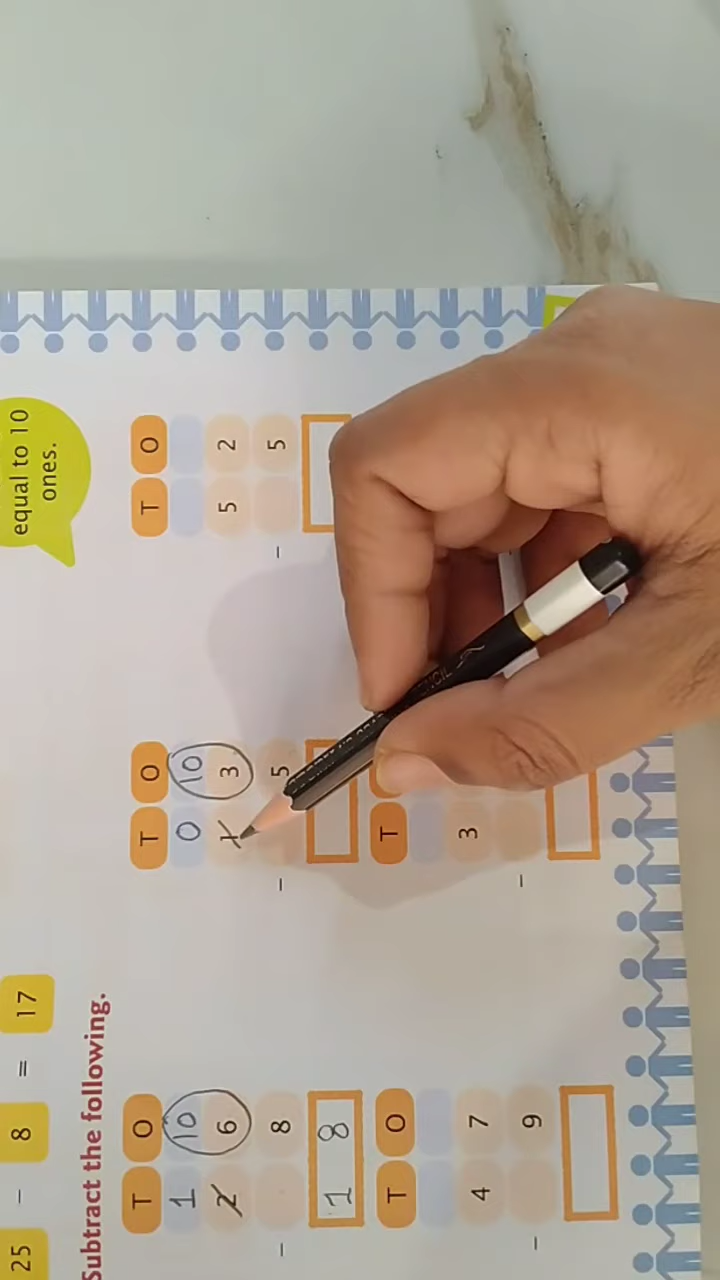 equal to 10
ones.
25 - 8 = 17
Subtract the following.
T O
1 10
2 6
- 8
1 8
T O
0 10
1 3
- 5
T O
5 2
- 5
T O
4 7
- 9
T
3
-